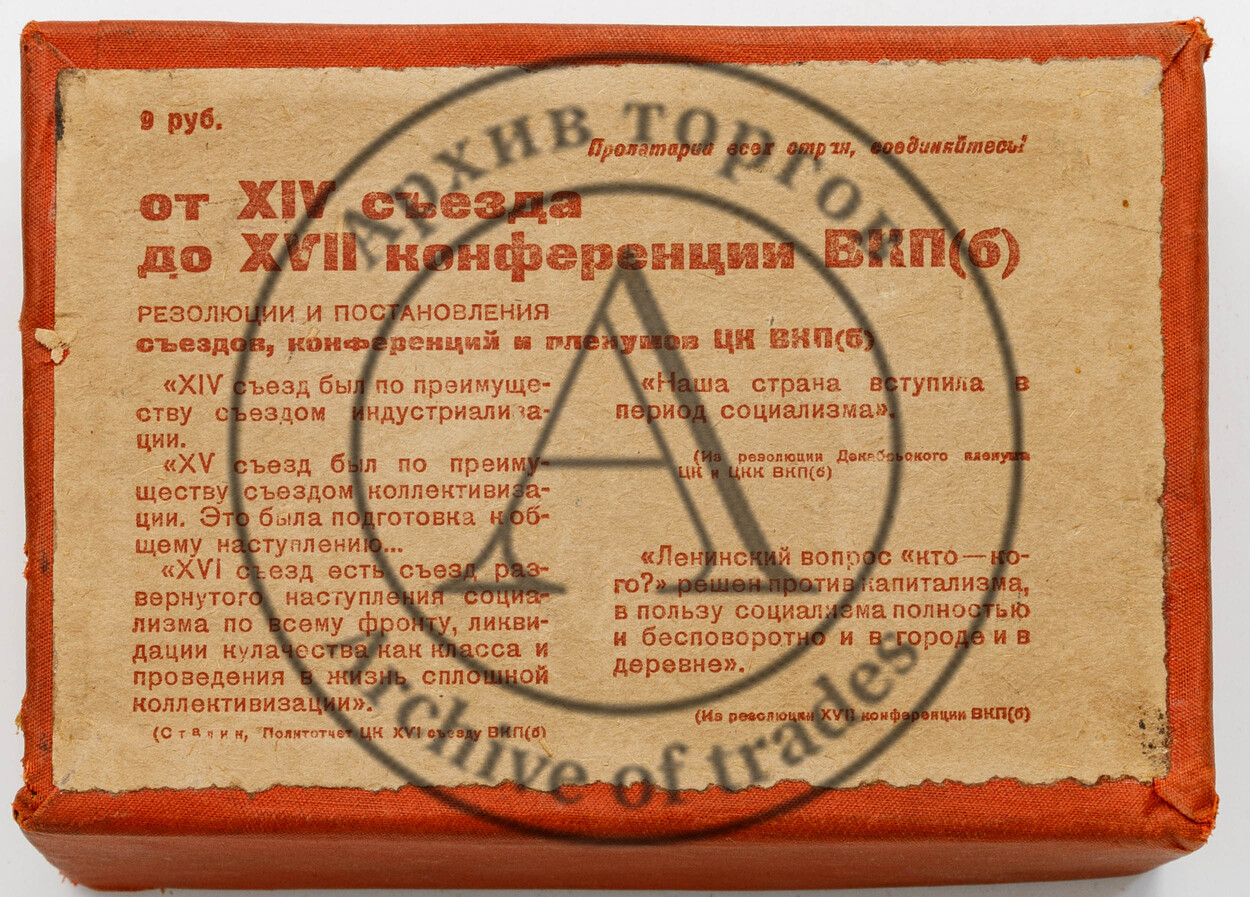 9 руб.
Пролетарии всех стран, соединяйтесь!
от XIV съезда
до XVII конференции ВКП(б)
РЕЗОЛЮЦИИ И ПОСТАНОВЛЕНИЯ
съездов, конференций и пленумов ЦК ВКП(б)
«XIV съезд был по преимуще-
ству съездом индустриализа-
ции.
«XV съезд был по преиму-
ществу съездом коллективиза-
ции. Это была подготовка к об-
щему наступлению...
«XVI съезд есть съезд раз-
вернутого наступления социа-
лизма по всему фронту, ликви-
дации кулачества как класса и
проведения в жизнь сплошной
коллективизации».
(Сталин, Политотчет ЦК XVI съезду ВКП(б)
«Наша страна вступила в
период социализма».
(Из резолюции Декабрьского пленума
ЦК и ЦКК ВКП(б)
«Ленинский вопрос «кто — ко-
го?» решен против капитализма,
в пользу социализма полностью
и бесповоротно и в городе и в
деревне».
(Из резолюции XVII конференции ВКП(б)
Архив торгов
Archive of trades